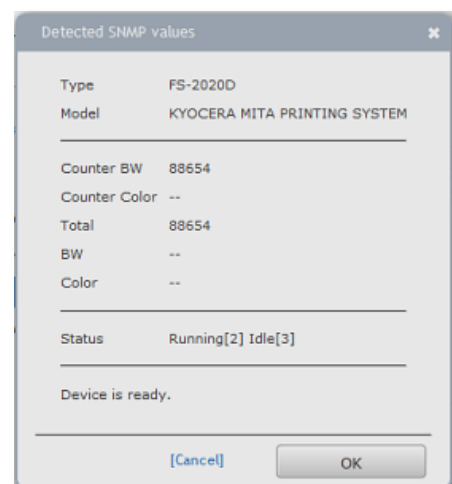 Detected SNMP values ✖
Type FS-2020D
Model KYOCERA MITA PRINTING SYSTEM
Counter BW 88654
Counter Color --
Total 88654
BW --
Color --
Status Running[2] Idle[3]
Device is ready.
[Cancel] OK